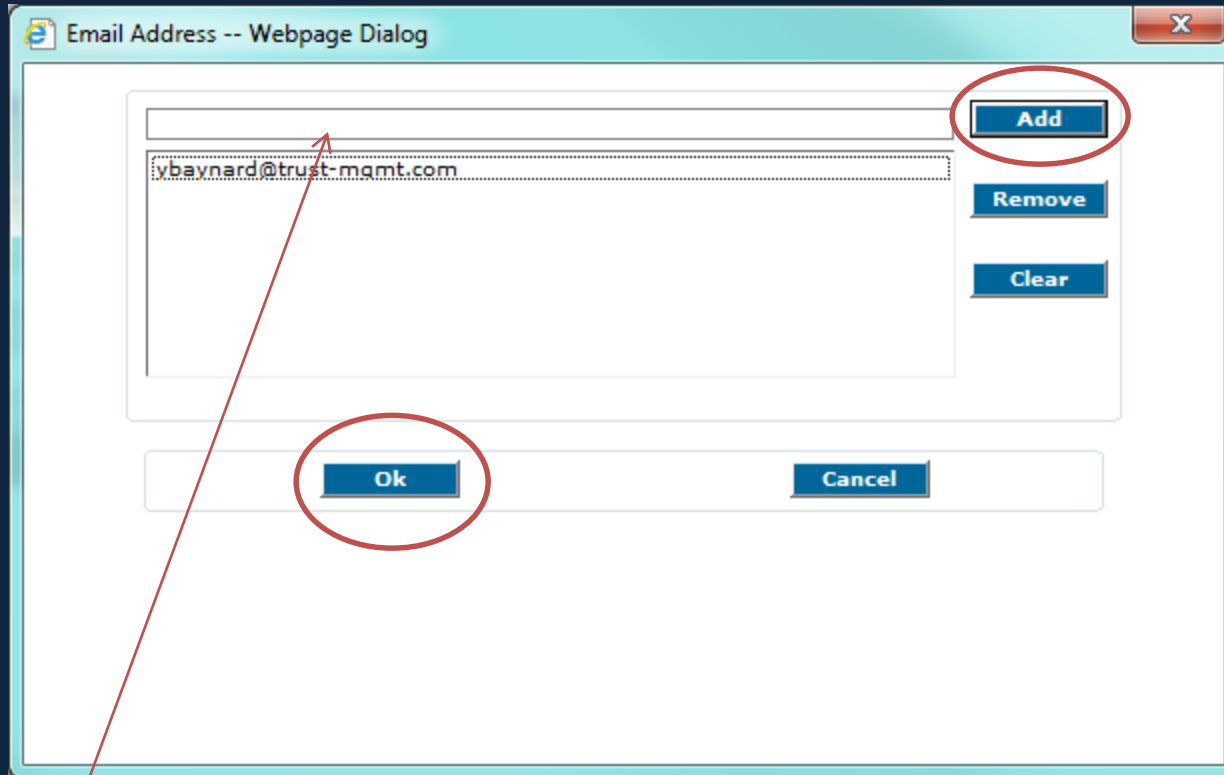 Email Address -- Webpage Dialog
Add
ybaynard@trust-mgmt.com
Remove
Clear
Ok
Cancel